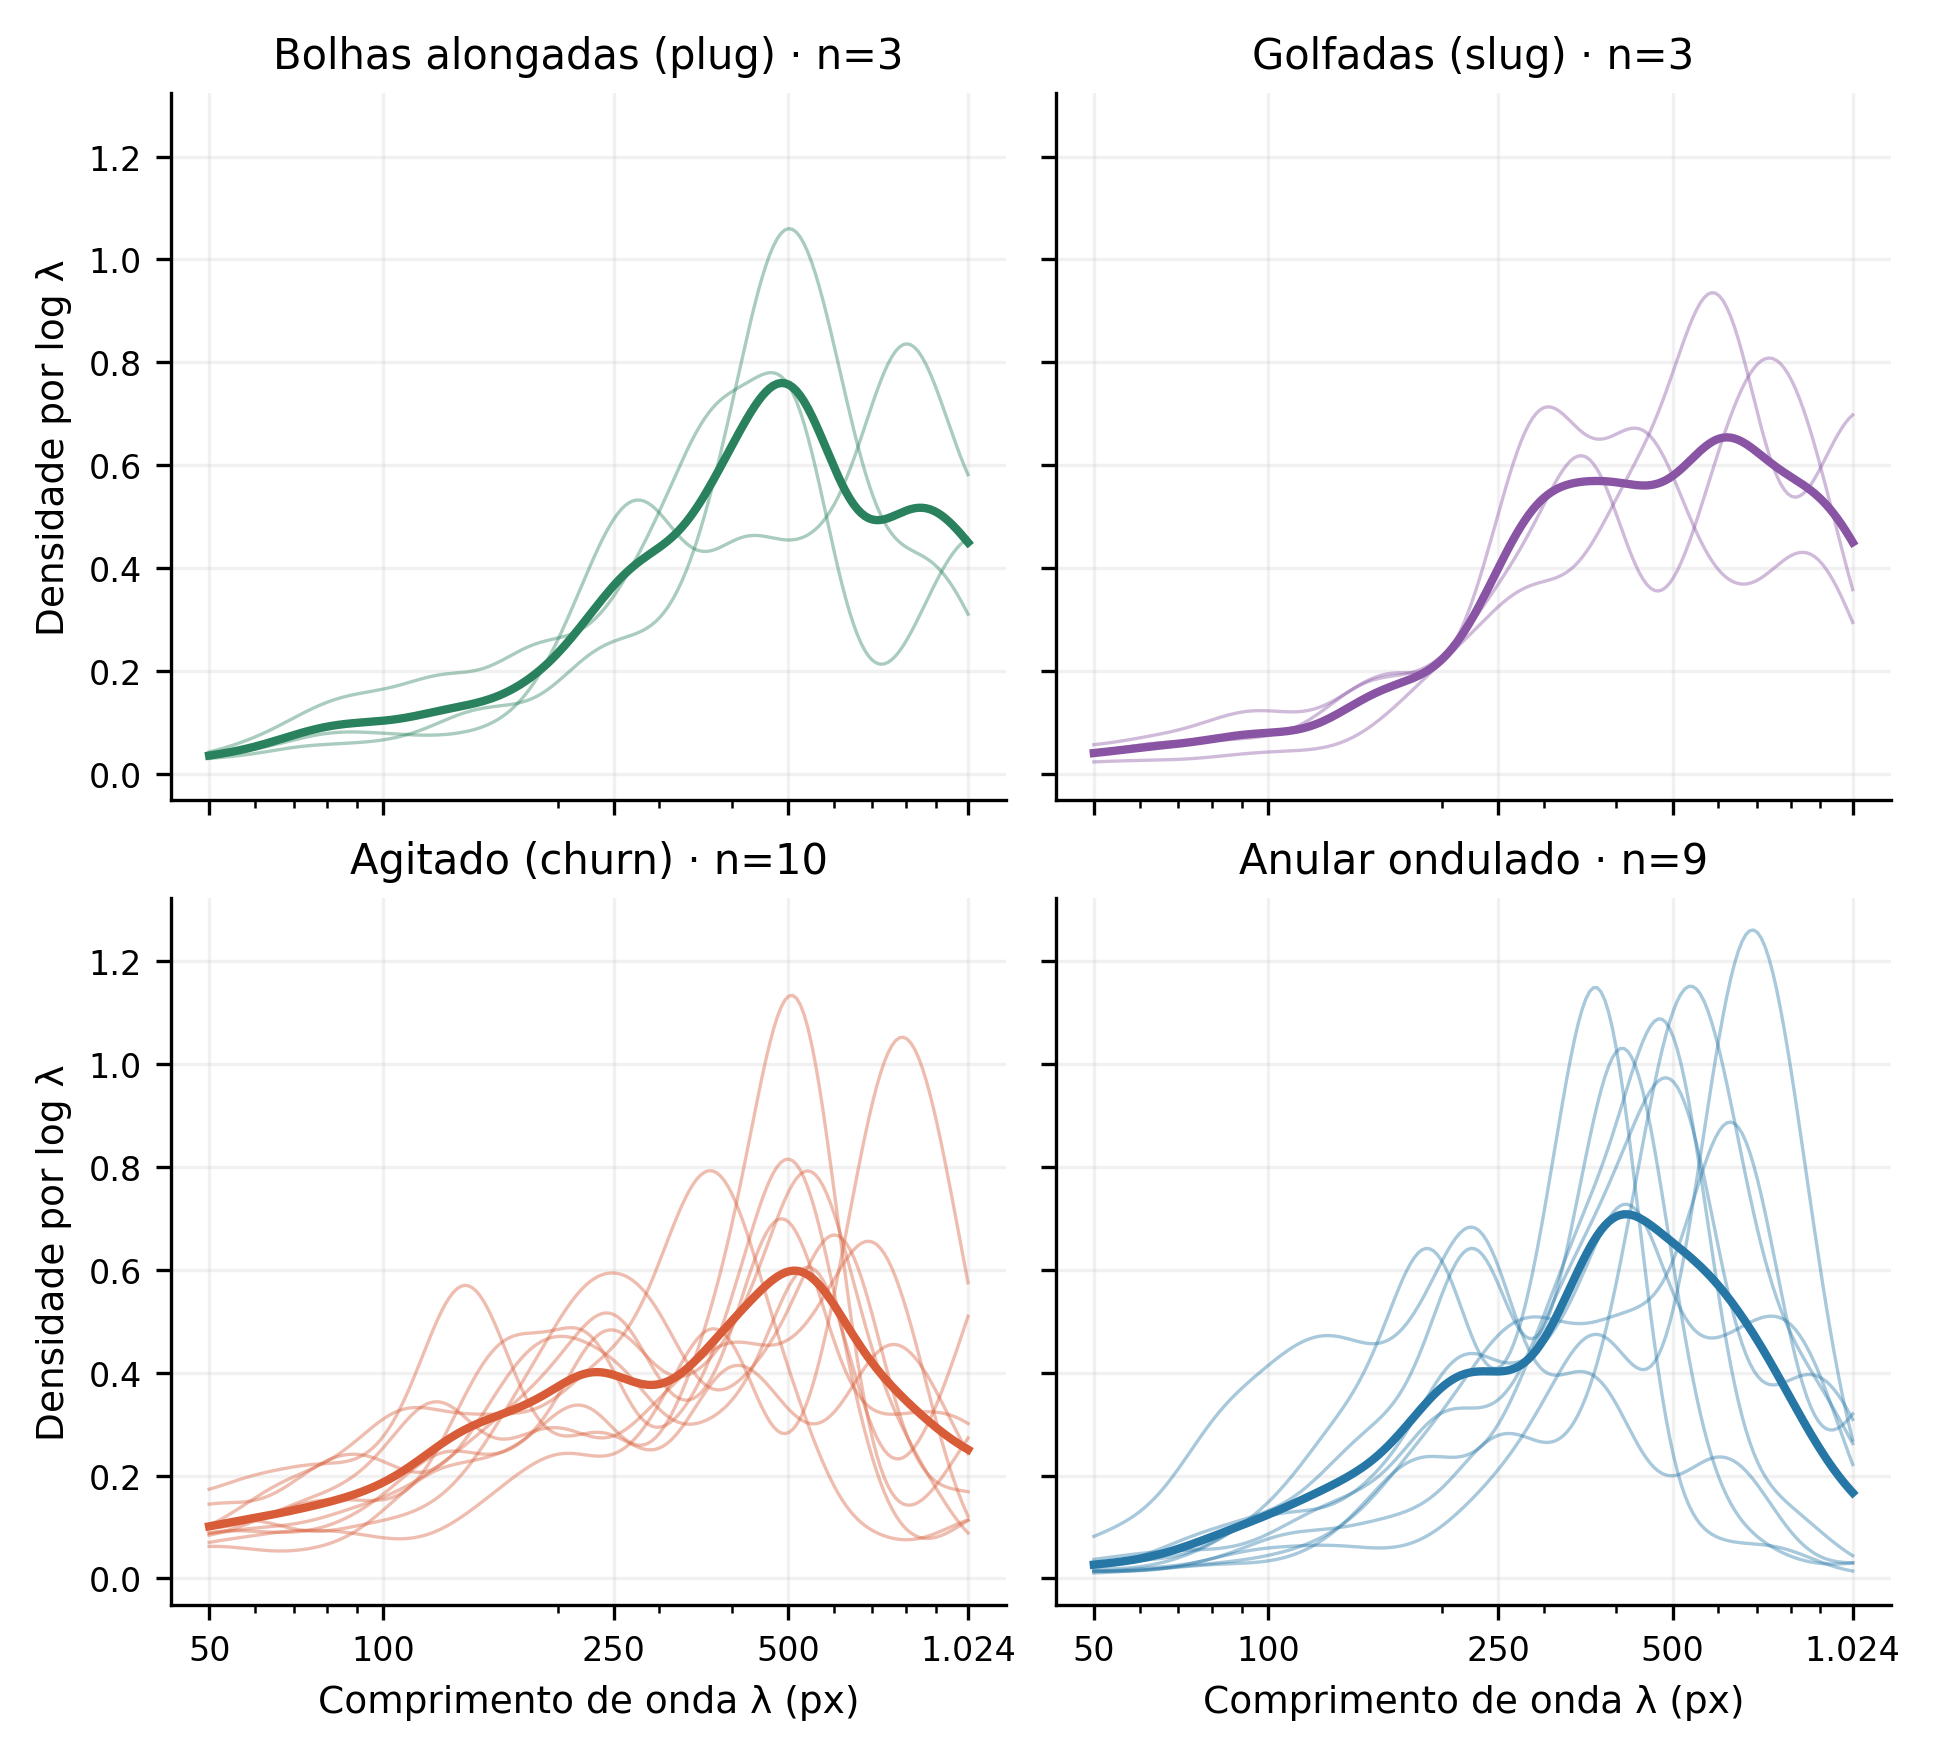 Bolhas alongadas (plug) · n=3
Golfadas (slug) · n=3
Densidade por log λ
1.2
1.0
0.8
0.6
0.4
0.2
0.0
Agitado (churn) · n=10
Anular ondulado · n=9
Densidade por log λ
1.2
1.0
0.8
0.6
0.4
0.2
0.0
50 100 250 500 1.024
50 100 250 500 1.024
Comprimento de onda λ (px)
Comprimento de onda λ (px)